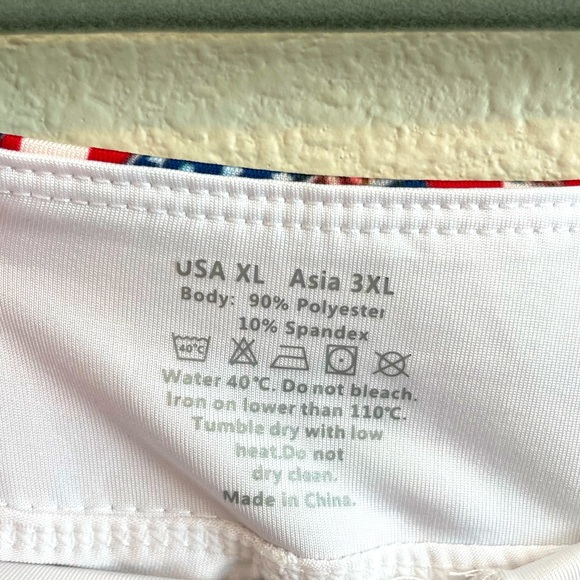 USA XL Asia 3XL
Body: 90% Polyester
10% Spandex
40°C
Water 40°C. Do not bleach.
Iron on lower than 110°C.
Tumble dry with low
heat.Do not
dry clean.
Made in China.